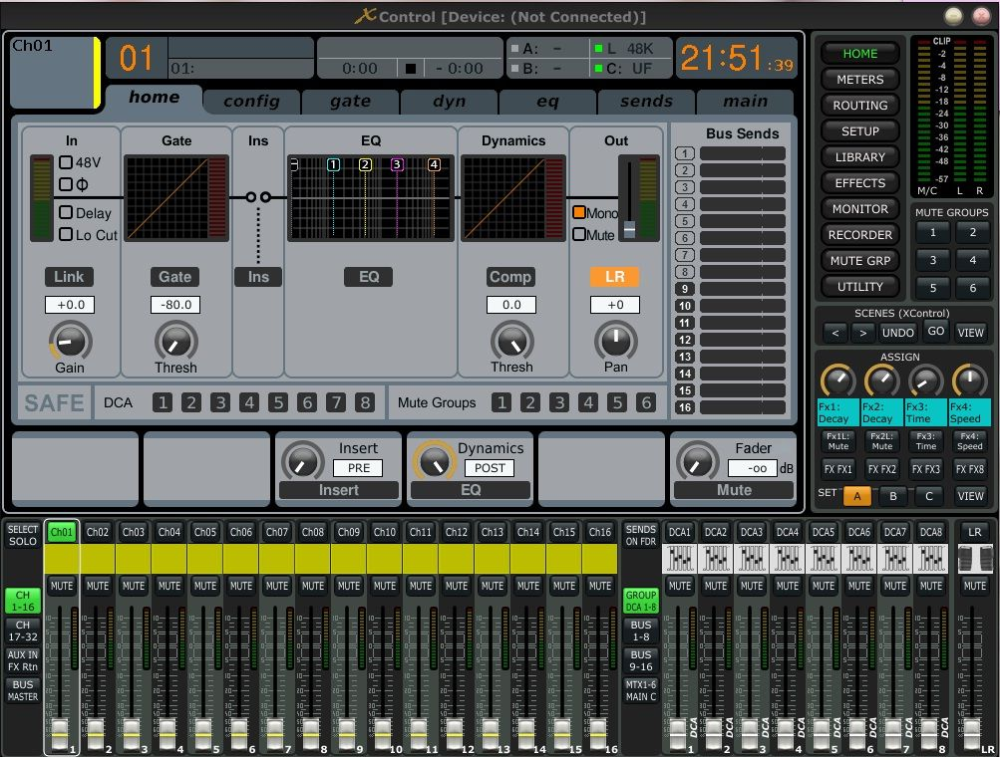 X Control [Device: (Not Connected)]
Ch01
01
01:
0:00 - 0:00
A: - L 48K
B: - C: UF
21:51:39
home config gate dyn eq sends main
In Gate Ins EQ Dynamics Out Bus Sends
48V
Φ
Delay
Lo Cut
1 2 3 4
Mono
Mute
Link Gate Ins EQ Comp LR
+0.0 -80.0 0.0 +0
Gain Thresh Thresh Pan
1
2
3
4
5
6
7
8
9
10
11
12
13
14
15
16
SAFE DCA 1 2 3 4 5 6 7 8 Mute Groups 1 2 3 4 5 6
Insert
PRE
Insert
Dynamics
POST
EQ
Fader
-oo dB
Mute
HOME
METERS
ROUTING
SETUP
LIBRARY
EFFECTS
MONITOR
RECORDER
MUTE GRP
UTILITY
CLIP
-2
-4
-6
-8
-12
-18
-24
-30
-36
-42
-48
-57
M/C L R
MUTE GROUPS
1 2
3 4
5 6
SCENES (XControl)
< > UNDO GO VIEW
ASSIGN
Fx1: Fx2: Fx3: Fx4:
Decay Decay Time Speed
Fx1L: Fx2L: Fx3: Fx4:
Mute Mute Time Speed
FX FX1 FX FX2 FX FX3 FX FX8
SET A B C VIEW
SELECT
SOLO
Ch01 Ch02 Ch03 Ch04 Ch05 Ch06 Ch07 Ch08 Ch09 Ch10 Ch11 Ch12 Ch13 Ch14 Ch15 Ch16
MUTE MUTE MUTE MUTE MUTE MUTE MUTE MUTE MUTE MUTE MUTE MUTE MUTE MUTE MUTE MUTE
CH
1-16
CH
17-32
AUX IN
FX Rtn
BUS
MASTER
1 2 3 4 5 6 7 8 9 10 11 12 13 14 15 16
SENDS
ON FDR
DCA1 DCA2 DCA3 DCA4 DCA5 DCA6 DCA7 DCA8 LR
MUTE MUTE MUTE MUTE MUTE MUTE MUTE MUTE MUTE
GROUP
DCA 1-8
BUS
1-8
BUS
9-16
MTX1-6
MAIN C
DCA DCA DCA DCA DCA DCA DCA DCA
1 2 3 4 5 6 7 8 LR